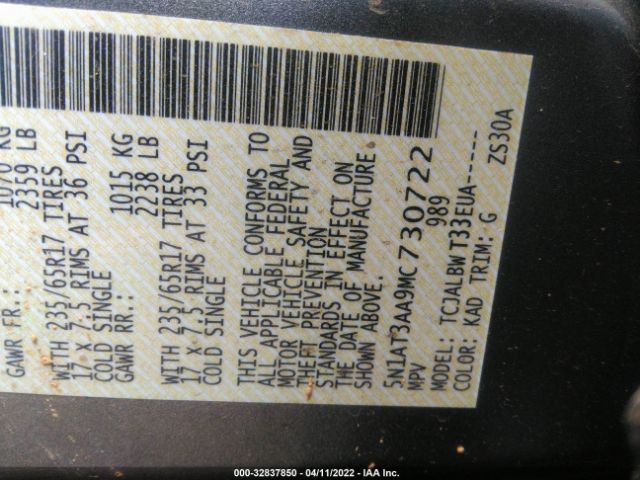 GAWR FR.: 1070 KG
2359 LB
WITH 235/65R17 TIRES
17 X 7.5 RIMS AT 36 PSI
COLD SINGLE
GAWR RR.: 1015 KG
2238 LB
WITH 235/65R17 TIRES
17 X 7.5 RIMS AT 33 PSI
COLD SINGLE
THIS VEHICLE CONFORMS TO
ALL APPLICABLE FEDERAL
MOTOR VEHICLE SAFETY AND
THEFT PREVENTION
STANDARDS IN EFFECT ON
THE DATE OF MANUFACTURE
SHOWN ABOVE.
5N1AT3AA9MC730722
MPV 989
MODEL: TCJALBWT33EUA-----
COLOR: KAD TRIM: G ZS30A
000-32837850 - 04/11/2022 - IAA Inc.